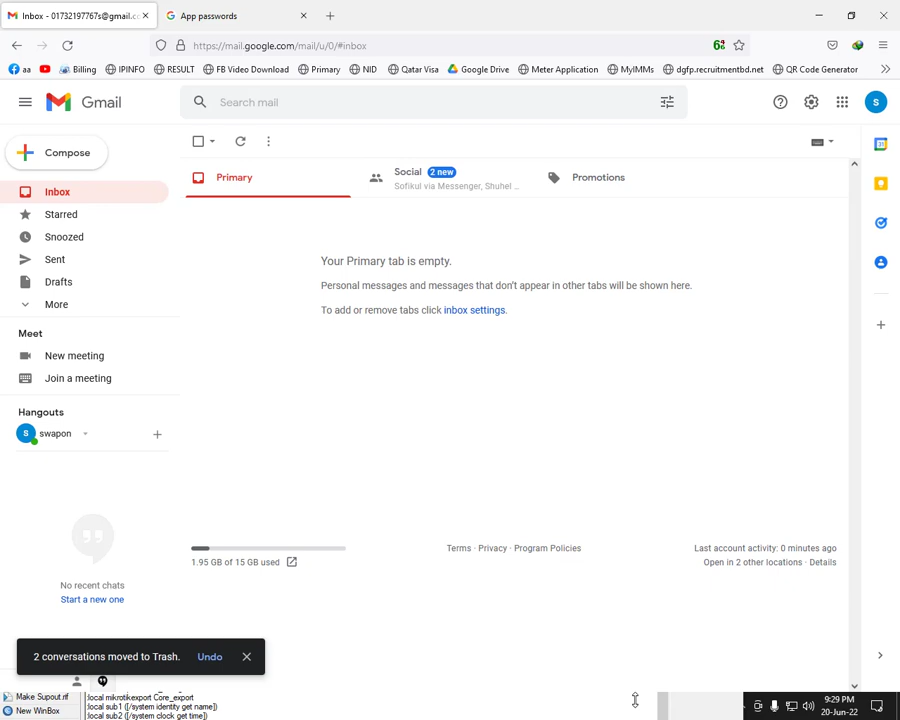 Inbox - 01732197767s@gmail.cc
App passwords
https://mail.google.com/mail/u/0/#inbox
aa
Billing
IPINFO
RESULT
FB Video Download
Primary
NID
Qatar Visa
Google Drive
Meter Application
MyIMMs
dgfp.recruitmentbd.net
QR Code Generator
Gmail
Search mail
S
Compose
Inbox
Starred
Snoozed
Sent
Drafts
More
Primary
Social 2 new
Sofikul via Messenger, Shuhel ...
Promotions
Your Primary tab is empty.
Personal messages and messages that don't appear in other tabs will be shown here.
To add or remove tabs click inbox settings.
Meet
New meeting
Join a meeting
Hangouts
S swapon
No recent chats
Start a new one
1.95 GB of 15 GB used
Terms · Privacy · Program Policies
Last account activity: 0 minutes ago
Open in 2 other locations · Details
2 conversations moved to Trash. Undo
Make Supout.rif
New WinBox
:local mikrotikexport Core_export
:local sub1 ([/system identity get name])
:local sub2 ([/system clock get time])
9:29 PM
20-Jun-22